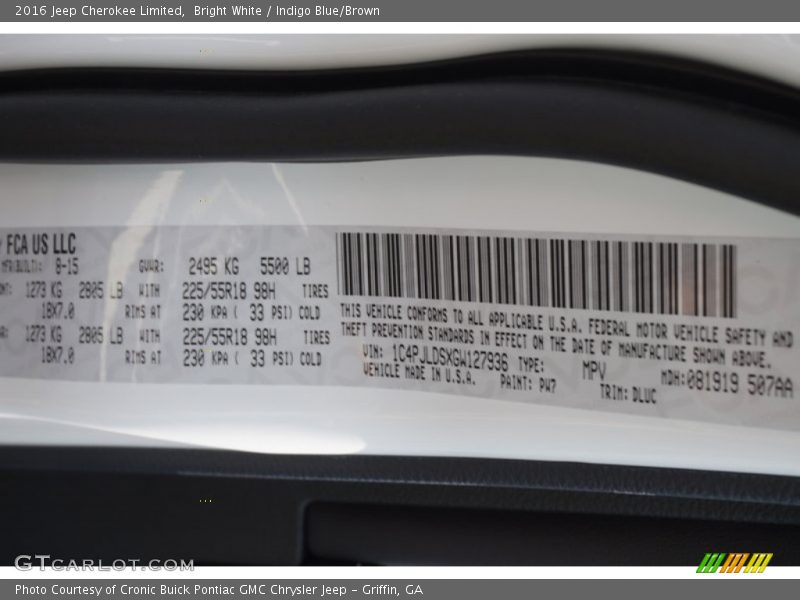 2016 Jeep Cherokee Limited,  Bright White / Indigo Blue/Brown
FCA US LLC
MFR(BUILT): 8-15 GVWR: 2495 KG 5500 LB
1273 KG 2805 LB WITH 225/55R18 98H TIRES
18X7.0 RIMS AT 230 KPA ( 33 PSI) COLD
1273 KG 2805 LB WITH 225/55R18 98H TIRES
18X7.0 RIMS AT 230 KPA ( 33 PSI) COLD
THIS VEHICLE CONFORMS TO ALL APPLICABLE U.S.A. FEDERAL MOTOR VEHICLE SAFETY AND
THEFT PREVENTION STANDARDS IN EFFECT ON THE DATE OF MANUFACTURE SHOWN ABOVE.
VIN: 1C4PJLDSXGW127936 TYPE: MPV MDH:081919 507AA
VEHICLE MADE IN U.S.A. PAINT: PW7 TRIM: DLUC
GTCARLOT.COM
Photo Courtesy of Cronic Buick Pontiac GMC Chrysler Jeep – Griffin, GA